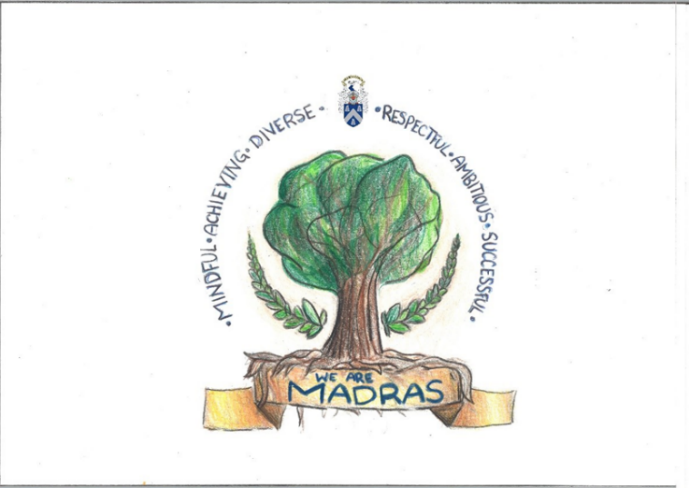 MINDFUL • ACHIEVING • DIVERSE • • RESPECTFUL • AMBITIOUS • SUCCESSFUL •
WE ARE
MADRAS